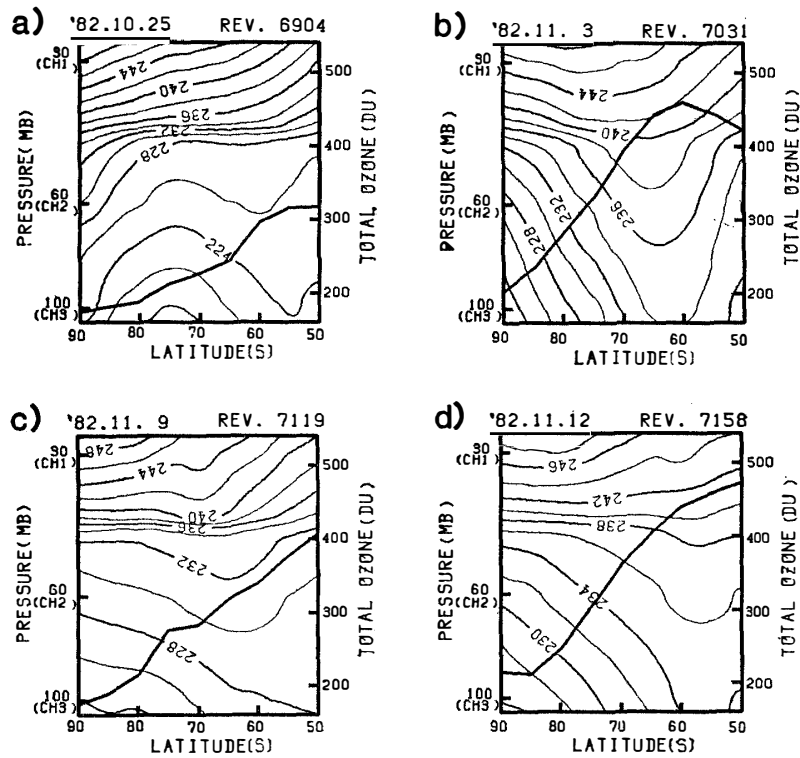 a) '82.10.25 REV. 6904
30
(CH1)
60
(CH2)
100
(CH3)
PRESSURE(MB)
244
240
236
232
228
224
500
400
300
200
TOTAL OZONE(DU)
90 80 70 60 50
LATITUDE(S)
b) '82.11. 3 REV. 7031
30
(CH1)
60
(CH2)
100
(CH3)
PRESSURE(MB)
244
240
236
232
228
500
400
300
200
TOTAL OZONE(DU)
90 80 70 60 50
LATITUDE(S)
c) '82.11. 9 REV. 7119
30
(CH1)
60
(CH2)
100
(CH3)
PRESSURE(MB)
248
244
240
236
232
228
500
400
300
200
TOTAL OZONE(DU)
90 80 70 60 50
LATITUDE(S)
d) '82.11.12 REV. 7158
30
(CH1)
60
(CH2)
100
(CH3)
PRESSURE(MB)
246
242
238
234
230
500
400
300
200
TOTAL OZONE(DU)
90 80 70 60 50
LATITUDE(S)